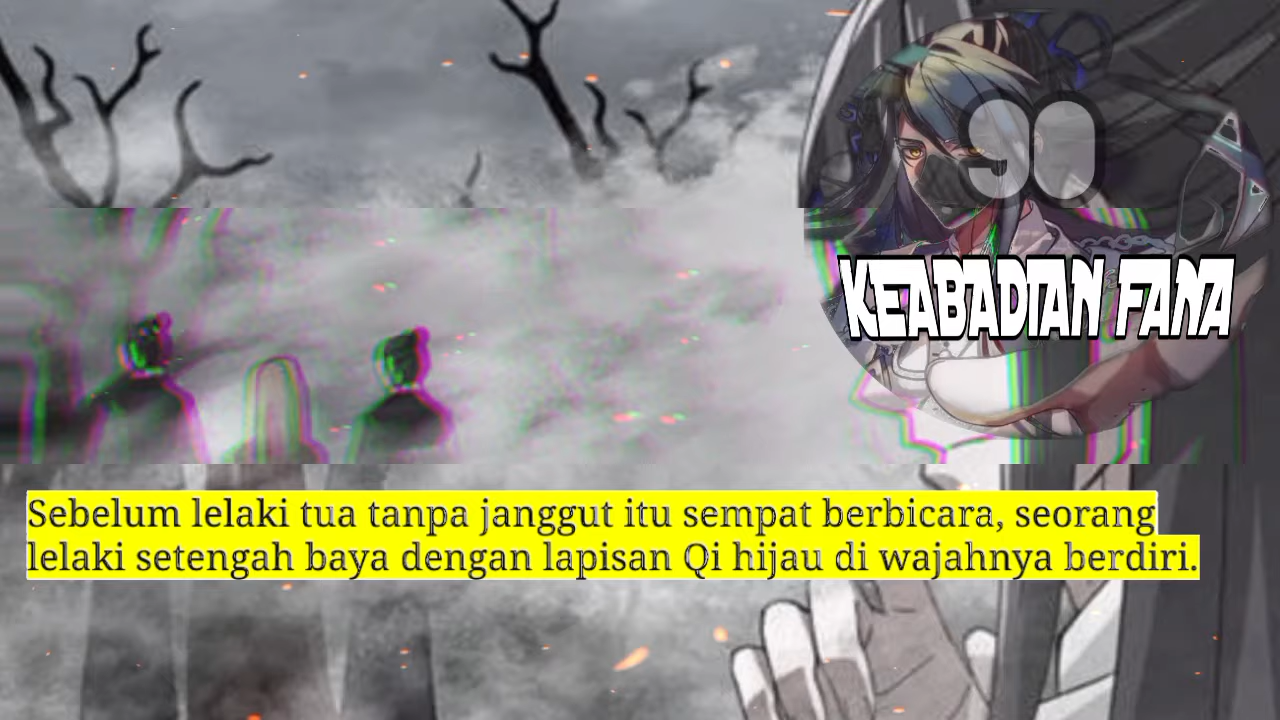 90
KEABADIAN FANA
Sebelum lelaki tua tanpa janggut itu sempat berbicara, seorang
lelaki setengah baya dengan lapisan Qi hijau di wajahnya berdiri.